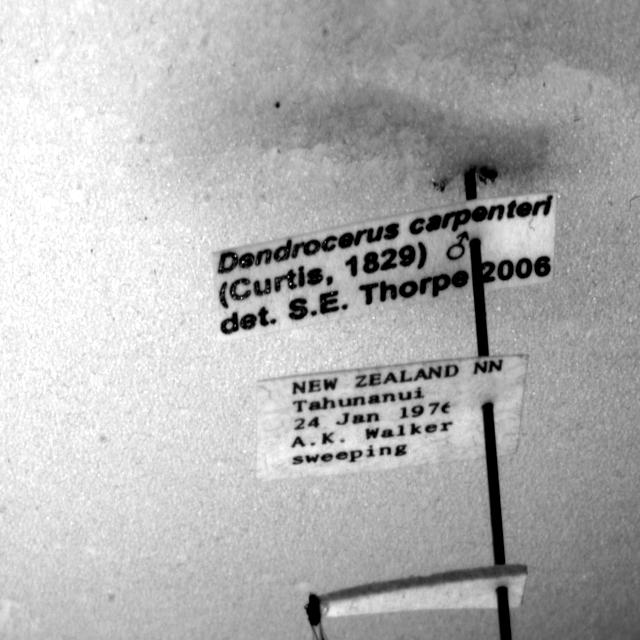 Dendrocerus carpenteri
(Curtis, 1829) ♂
det. S.E. Thorpe 2006
NEW ZEALAND NN
Tahunanui
24 Jan 1976
A.K. Walker
sweeping